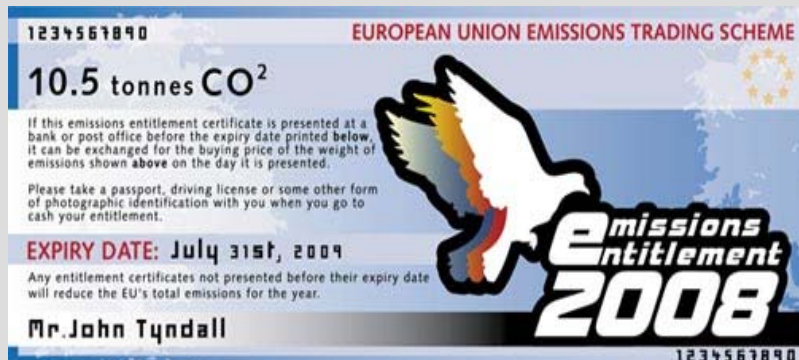 1234567890
EUROPEAN UNION EMISSIONS TRADING SCHEME
10.5 tonnes CO²
If this emissions entitlement certificate is presented at a
bank or post office before the expiry date printed below,
it can be exchanged for the buying price of the weight of
emissions shown above on the day it is presented.
Please take a passport, driving license or some other form
of photographic identification with you when you go to
cash your entitlement.
EXPIRY DATE: July 31st, 2009
Any entitlement certificates not presented before their expiry date
will reduce the EU's total emissions for the year.
Mr.John Tyndall
emissions
entitlement
2008
1234567890